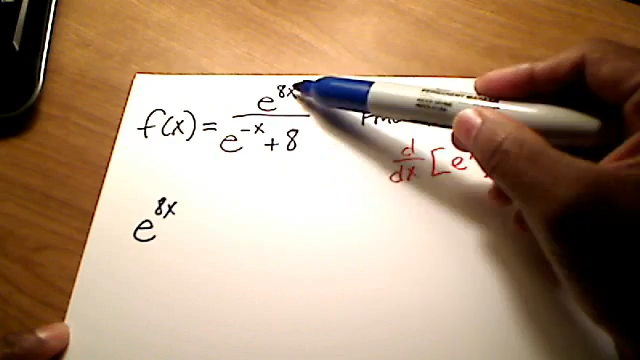 f(x) = e^{8x} / (e^{-x} + 8)
d/dx [e
e^{8x}